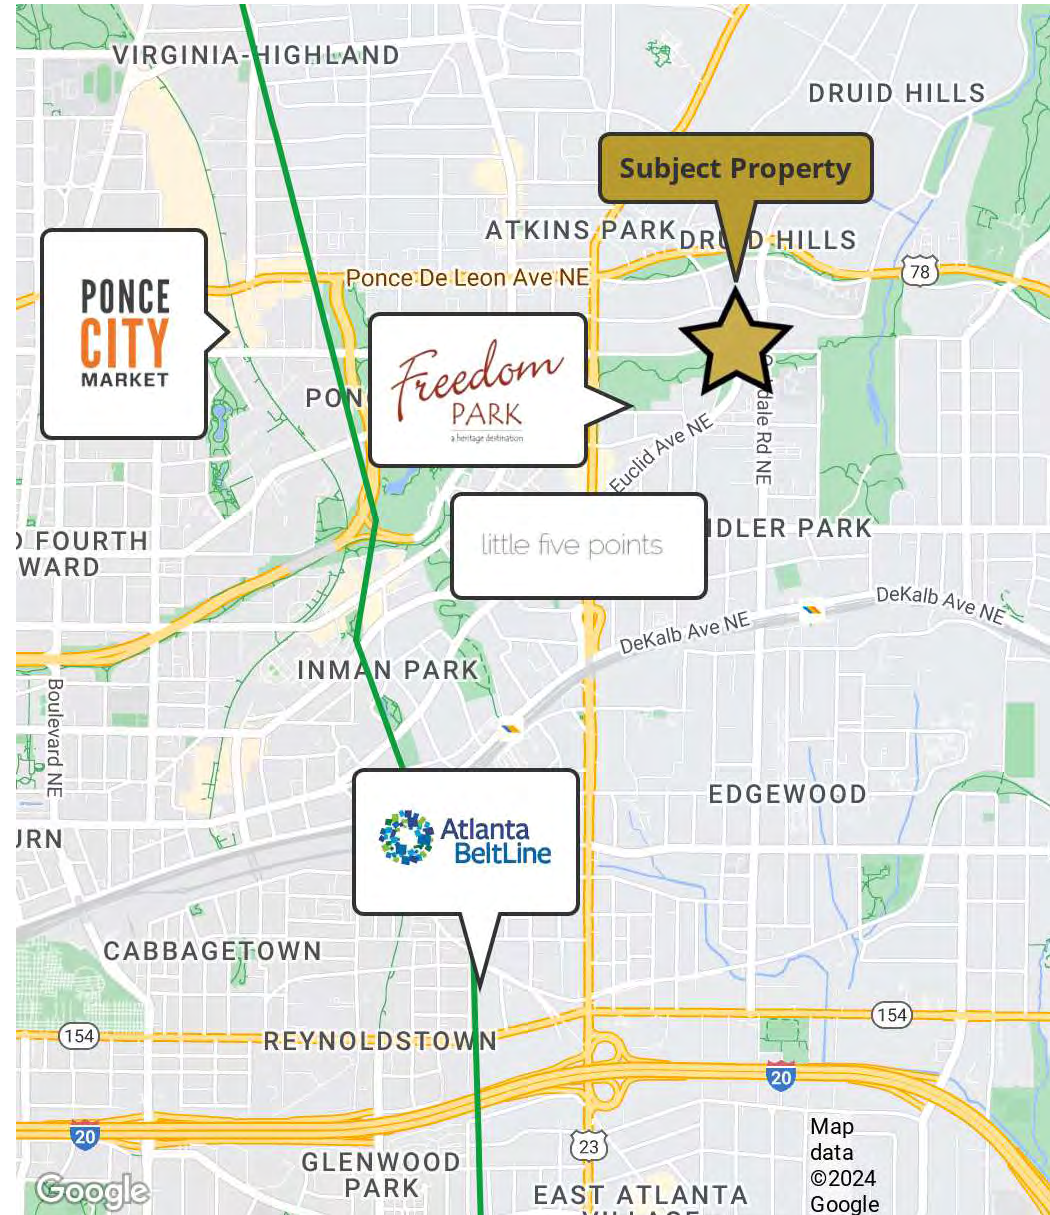 VIRGINIA-HIGHLAND
DRUID HILLS
Subject Property
ATKINS PARK
DRUID HILLS
Ponce De Leon Ave NE
78
PONCE
CITY
MARKET
Freedom
PARK
a heritage destination
PON
dale Rd NE
Euclid Ave NE
little five points
NDLER PARK
D FOURTH
WARD
DeKalb Ave NE
DeKalb Ave NE
INMAN PARK
Boulevard NE
EDGEWOOD
URN
Atlanta
BeltLine
CABBAGETOWN
154
154
REYNOLDSTOWN
20
20
23
GLENWOOD
PARK
EAST ATLANTA
VILLAGE
Map
data
©2024
Google
Google